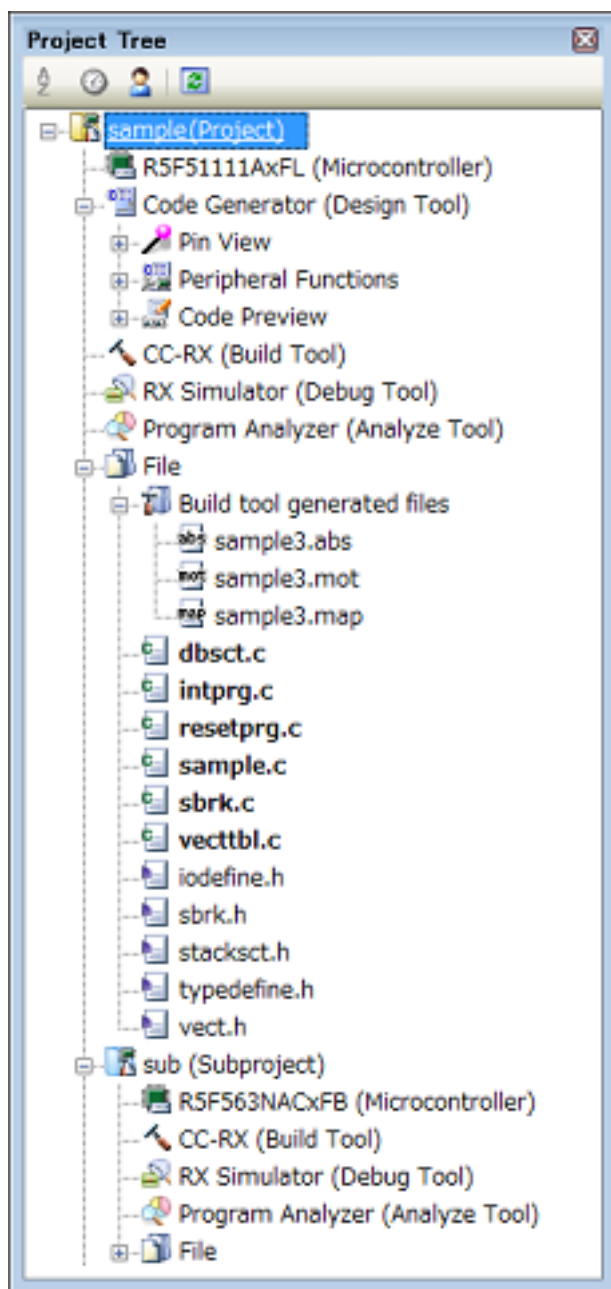 Project Tree
sample (Project)
R5F51111AxFL (Microcontroller)
Code Generator (Design Tool)
Pin View
Peripheral Functions
Code Preview
CC-RX (Build Tool)
RX Simulator (Debug Tool)
Program Analyzer (Analyze Tool)
File
Build tool generated files
abs sample3.abs
mot sample3.mot
map sample3.map
dbsct.c
intprg.c
resetprg.c
sample.c
sbrk.c
vecttbl.c
iodefine.h
sbrk.h
stacksct.h
typedefine.h
vect.h
sub (Subproject)
R5F563NACxFB (Microcontroller)
CC-RX (Build Tool)
RX Simulator (Debug Tool)
Program Analyzer (Analyze Tool)
File